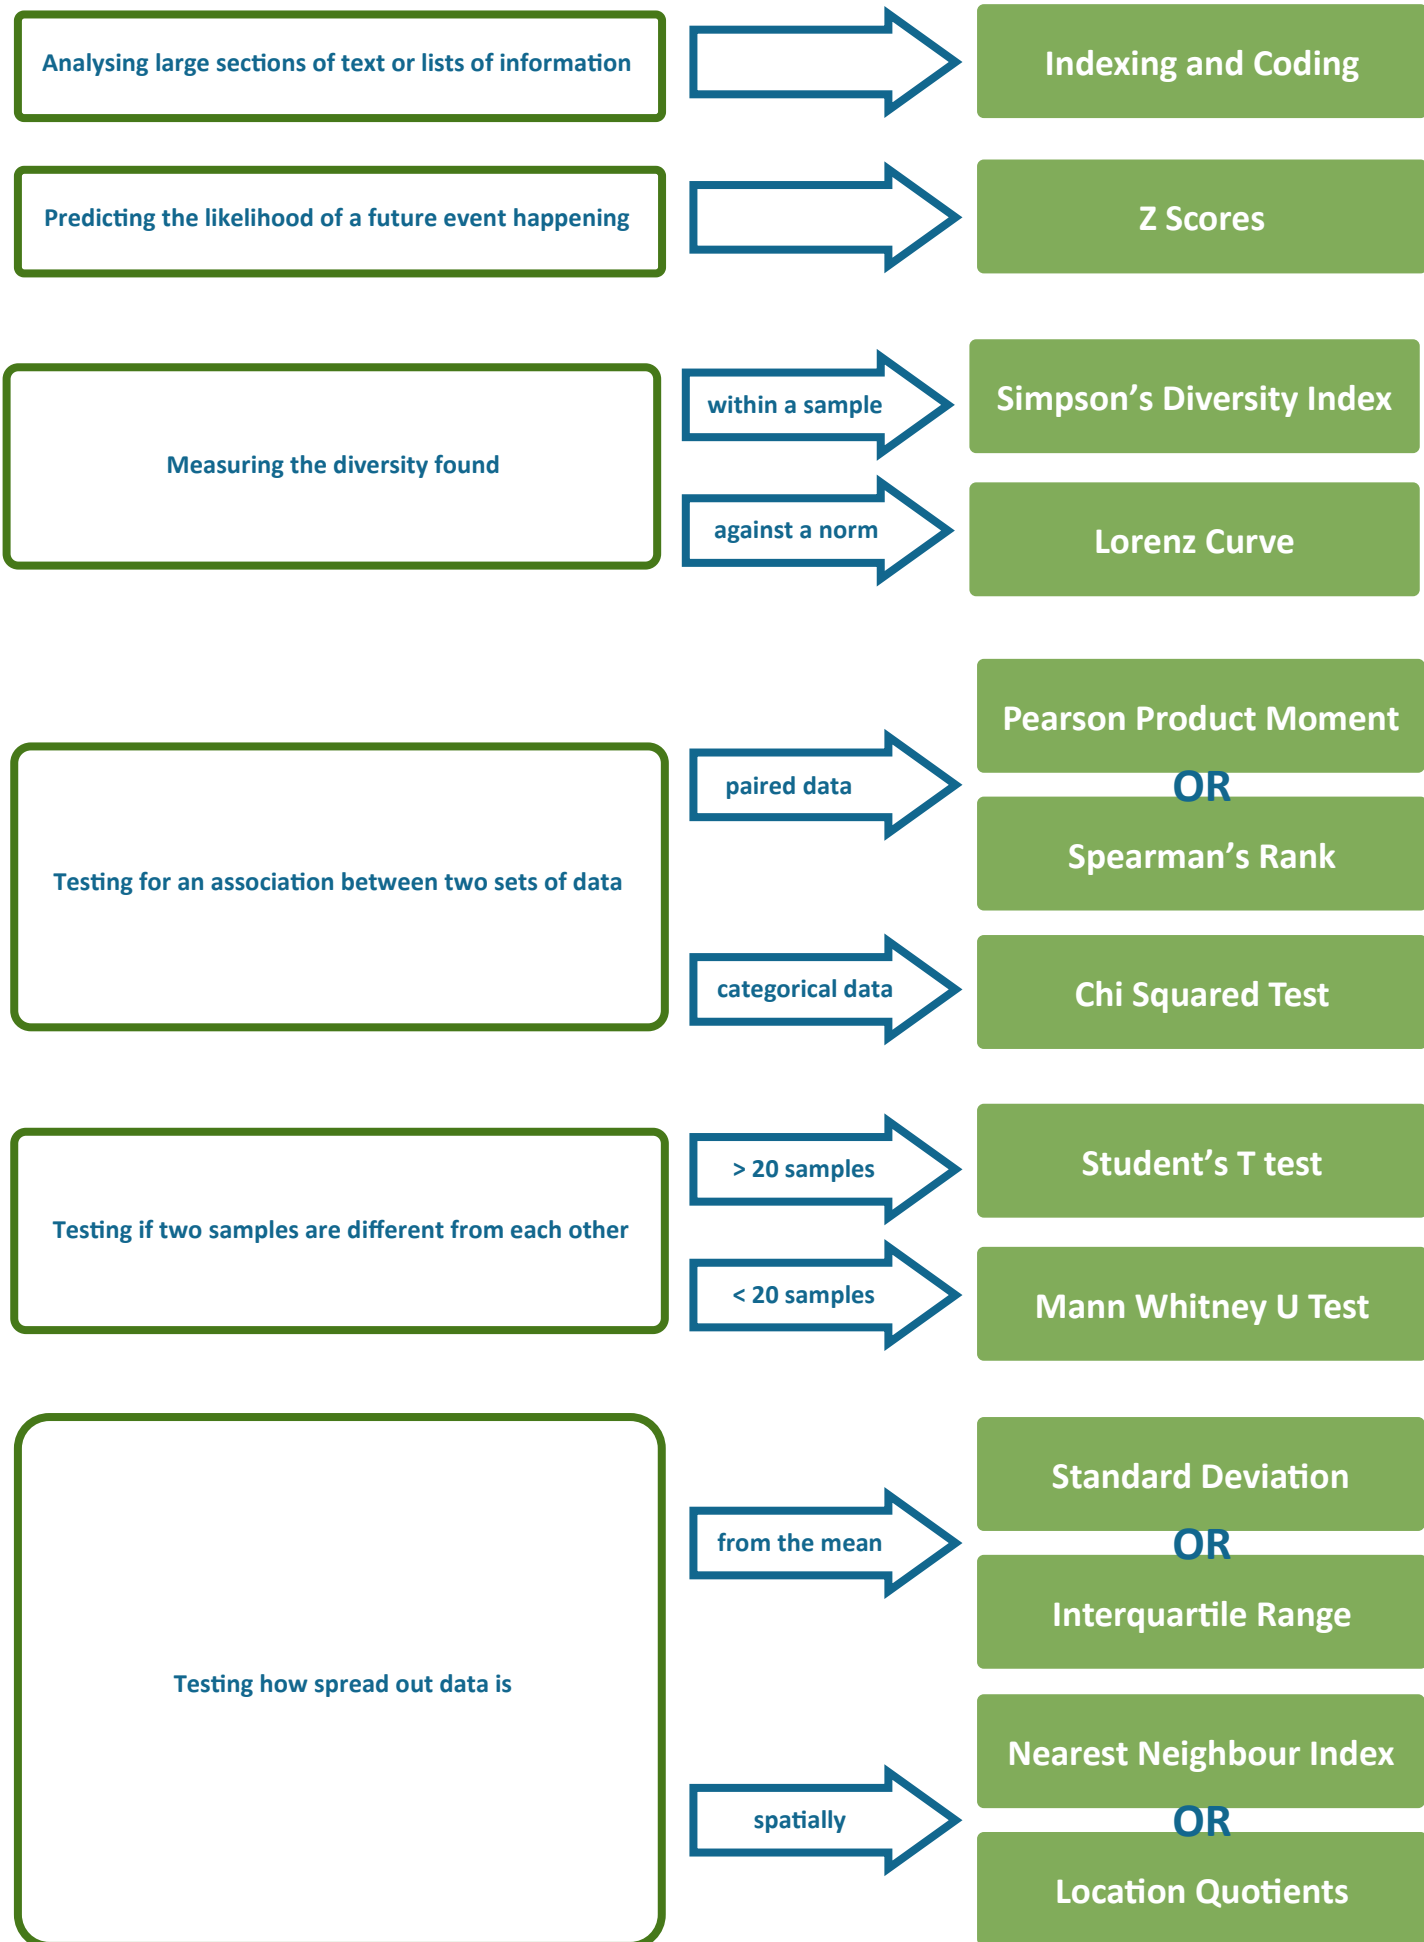 Analysing large sections of text or lists of information
Indexing and Coding
Predicting the likelihood of a future event happening
Z Scores
Measuring the diversity found
within a sample
Simpson’s Diversity Index
against a norm
Lorenz Curve
Testing for an association between two sets of data
paired data
Pearson Product Moment
OR
Spearman’s Rank
categorical data
Chi Squared Test
Testing if two samples are different from each other
> 20 samples
Student’s T test
< 20 samples
Mann Whitney U Test
Testing how spread out data is
from the mean
Standard Deviation
OR
Interquartile Range
spatially
Nearest Neighbour Index
OR
Location Quotients